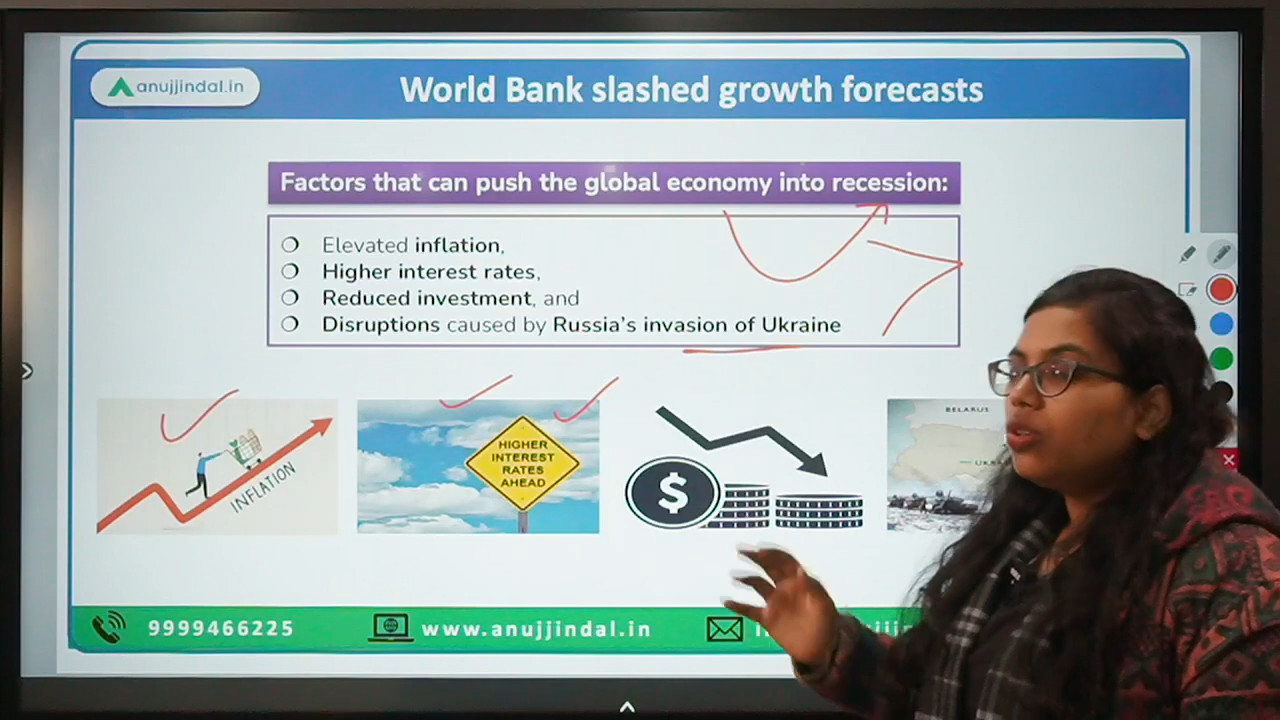 anujjindal.in
World Bank slashed growth forecasts
Factors that can push the global economy into recession:
Elevated inflation,
Higher interest rates,
Reduced investment, and
Disruptions caused by Russia's invasion of Ukraine
INFLATION
HIGHER
INTEREST
RATES
AHEAD
$
BELARUS
9999466225
www.anujjindal.in